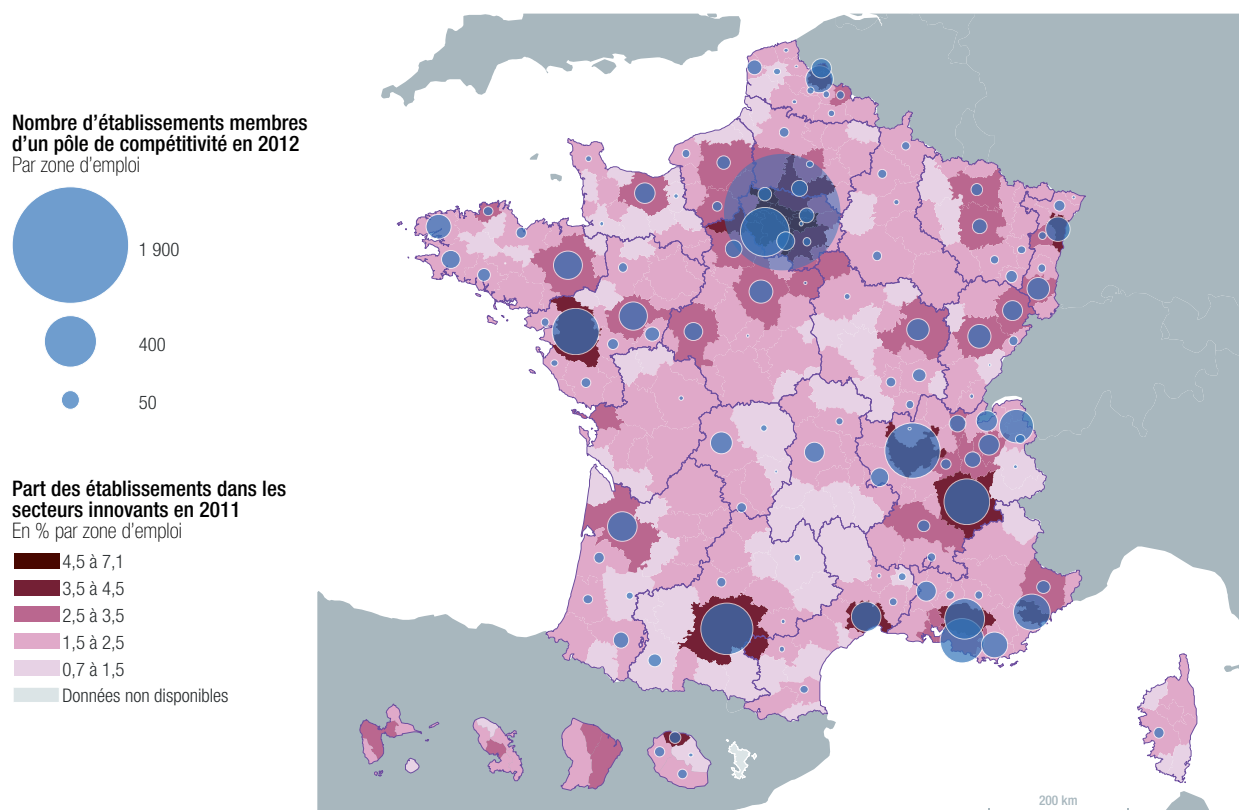 Nombre d'établissements membres
d'un pôle de compétitivité en 2012
Par zone d'emploi
1 900
400
50
Part des établissements dans les
secteurs innovants en 2011
En % par zone d'emploi
4,5 à 7,1
3,5 à 4,5
2,5 à 3,5
1,5 à 2,5
0,7 à 1,5
Données non disponibles
200 km